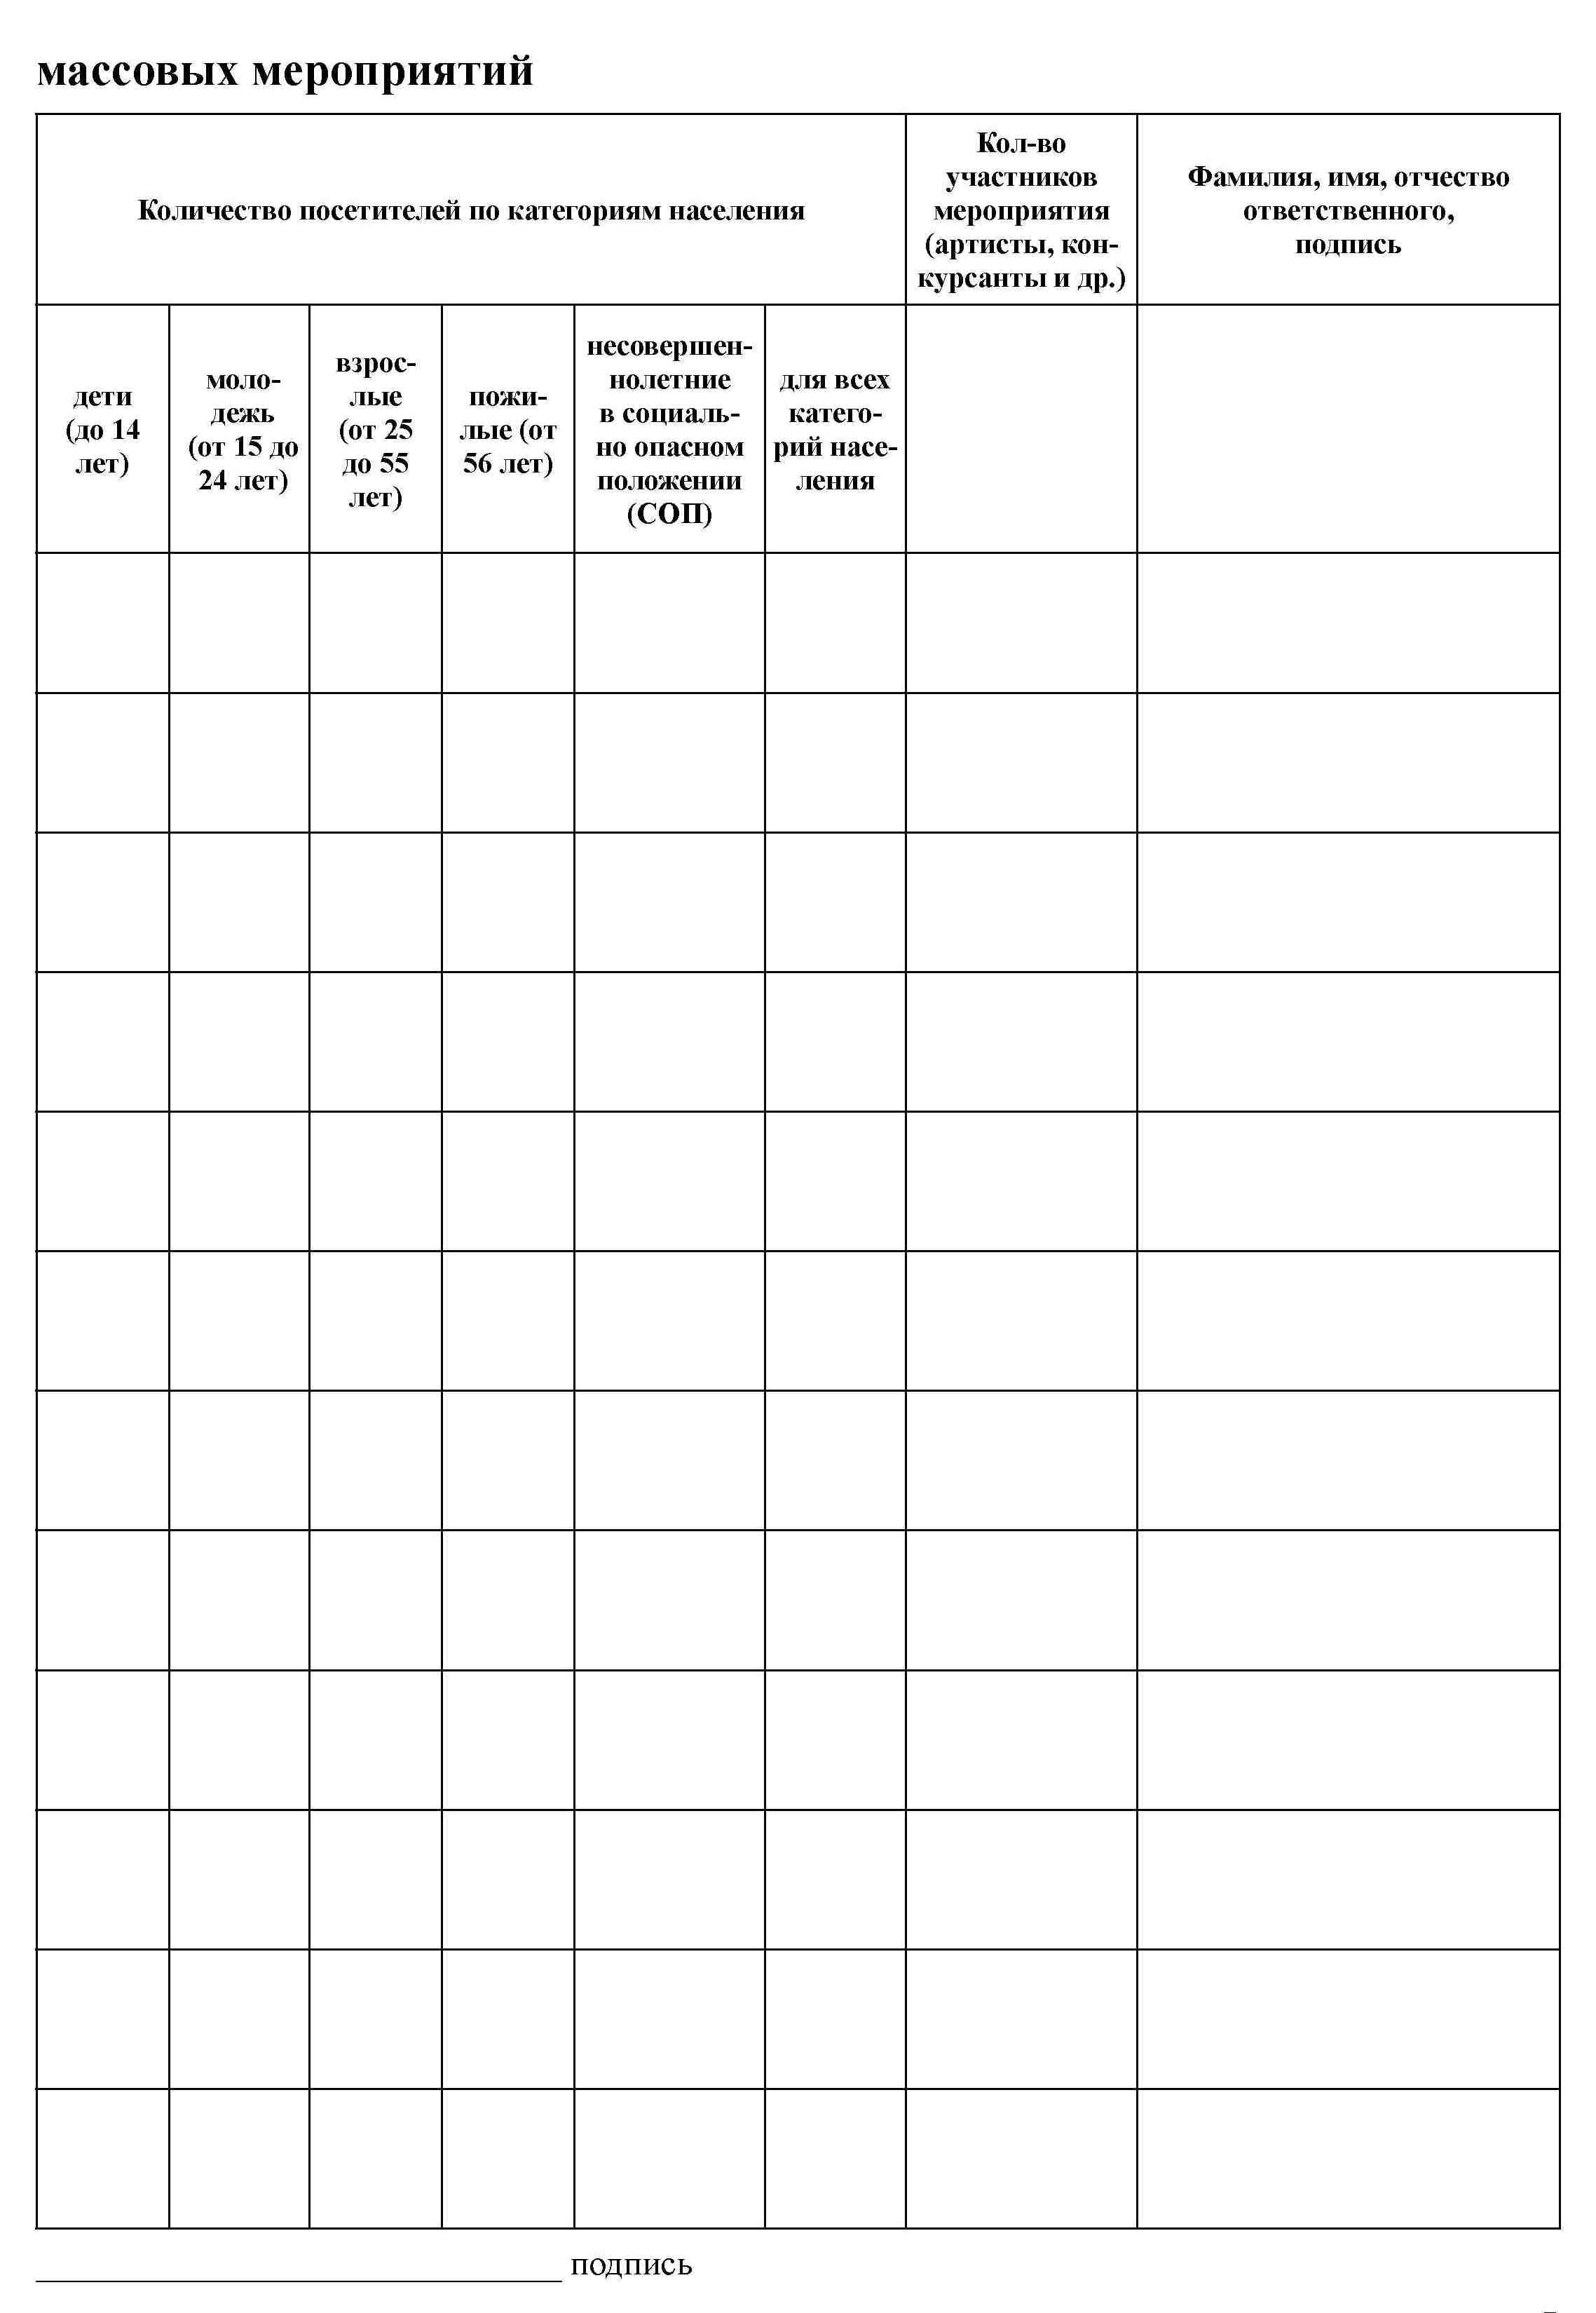 массовых мероприятий
Количество посетителей по категориям населения
Кол-во
участников
мероприятия
(артисты, кон-
курсанты и др.)
Фамилия, имя, отчество
ответственного,
подпись
дети
(до 14
лет)
моло-
дежь
(от 15 до
24 лет)
взрос-
лые
(от 25
до 55
лет)
пожи-
лые (от
56 лет)
несовершен-
нолетние
в социаль-
но опасном
положении
(СОП)
для всех
катего-
рий насе-
ления
подпись